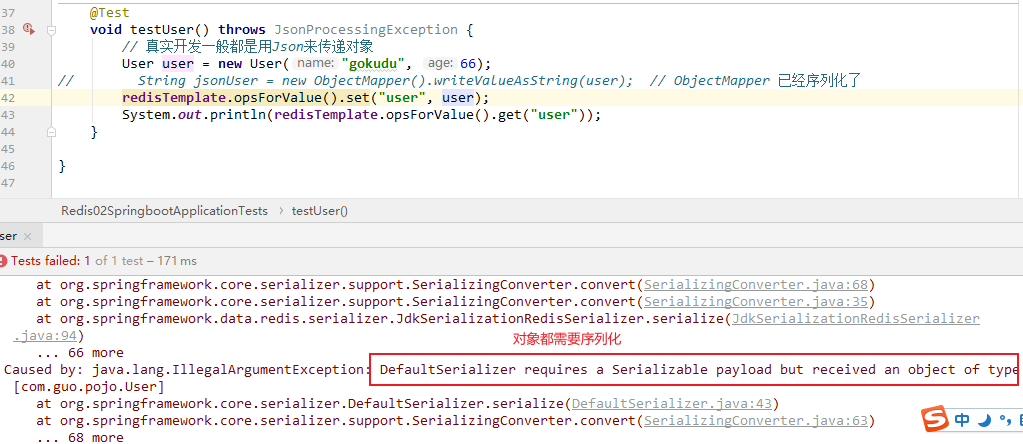 37 @Test
38 void testUser() throws JsonProcessingException {
39 // 真实开发一般都是用Json来传递对象
40 User user = new User( name: "gokudu", age: 66);
41 // String jsonUser = new ObjectMapper().writeValueAsString(user); // ObjectMapper 已经序列化了
42 redisTemplate.opsForValue().set("user", user);
43 System.out.println(redisTemplate.opsForValue().get("user"));
44 }
45
46 }
47
Redis02SpringbootApplicationTests › testUser()
ser ×
Tests failed: 1 of 1 test – 171 ms
at org.springframework.core.serializer.support.SerializingConverter.convert(SerializingConverter.java:68)
at org.springframework.core.serializer.support.SerializingConverter.convert(SerializingConverter.java:35)
at org.springframework.data.redis.serializer.JdkSerializationRedisSerializer.serialize(JdkSerializationRedisSerializer
.java:94)
对象都需要序列化
... 66 more
Caused by: java.lang.IllegalArgumentException: DefaultSerializer requires a Serializable payload but received an object of type
[com.guo.pojo.User]
at org.springframework.core.serializer.DefaultSerializer.serialize(DefaultSerializer.java:43)
at org.springframework.core.serializer.support.SerializingConverter.convert(SerializingConverter.java:63)
... 68 more
S 中